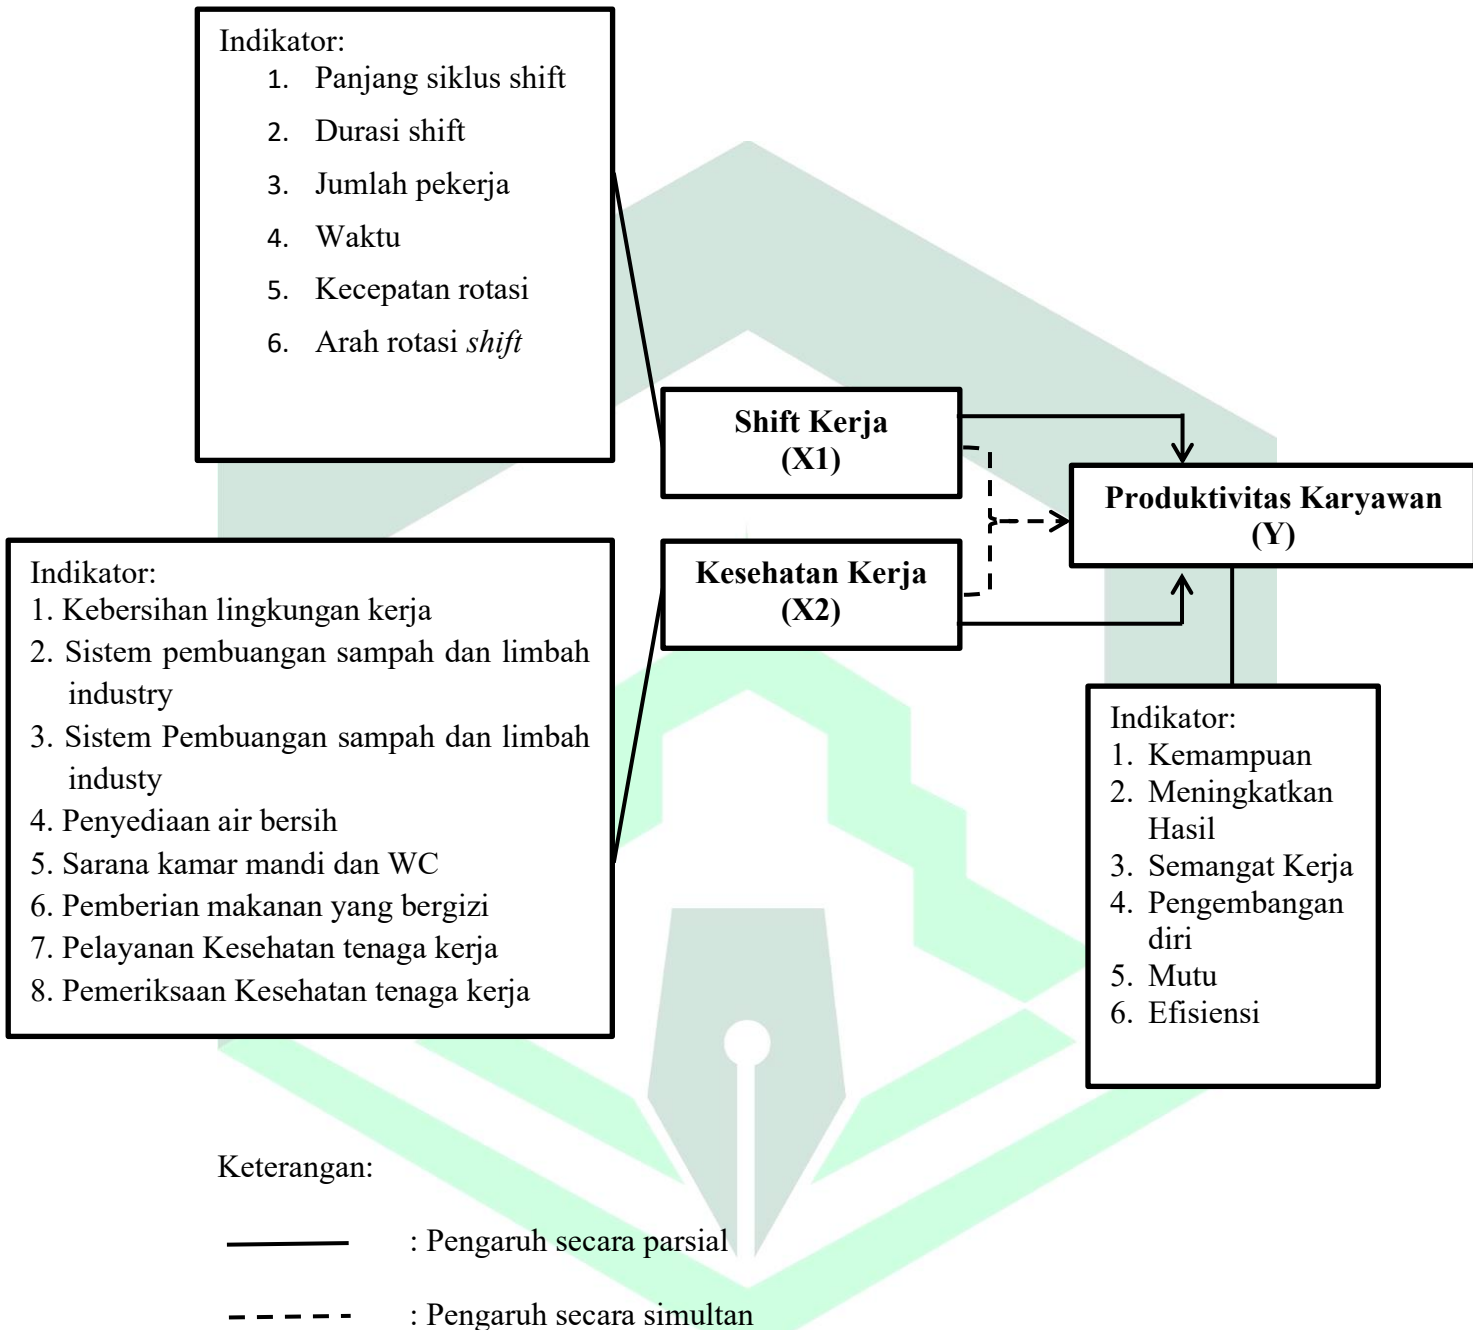 Indikator:
1. Panjang siklus shift
2. Durasi shift
3. Jumlah pekerja
4. Waktu
5. Kecepatan rotasi
6. Arah rotasi shift
Shift Kerja
(X1)
Produktivitas Karyawan
(Y)
Kesehatan Kerja
(X2)
Indikator:
1. Kebersihan lingkungan kerja
2. Sistem pembuangan sampah dan limbah
industry
3. Sistem Pembuangan sampah dan limbah
industy
4. Penyediaan air bersih
5. Sarana kamar mandi dan WC
6. Pemberian makanan yang bergizi
7. Pelayanan Kesehatan tenaga kerja
8. Pemeriksaan Kesehatan tenaga kerja
Indikator:
1. Kemampuan
2. Meningkatkan
Hasil
3. Semangat Kerja
4. Pengembangan
diri
5. Mutu
6. Efisiensi
Keterangan:
: Pengaruh secara parsial
: Pengaruh secara simultan